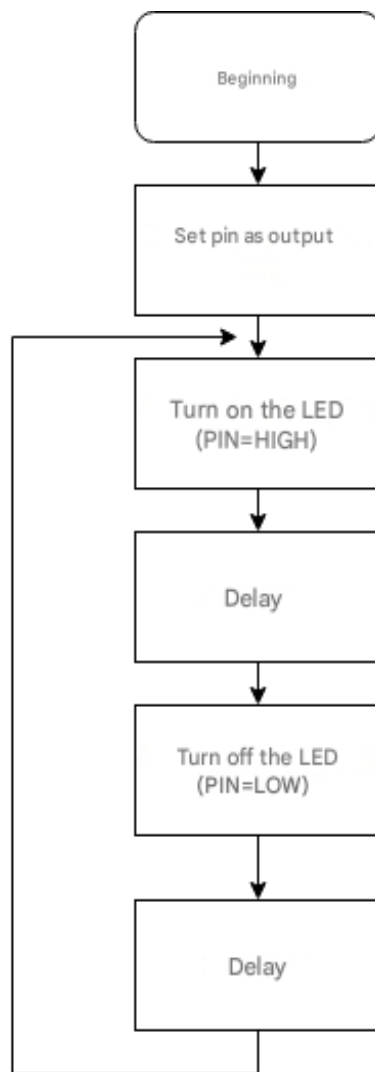 Beginning
Set pin as output
Turn on the LED
(PIN=HIGH)
Delay
Turn off the LED
(PIN=LOW)
Delay